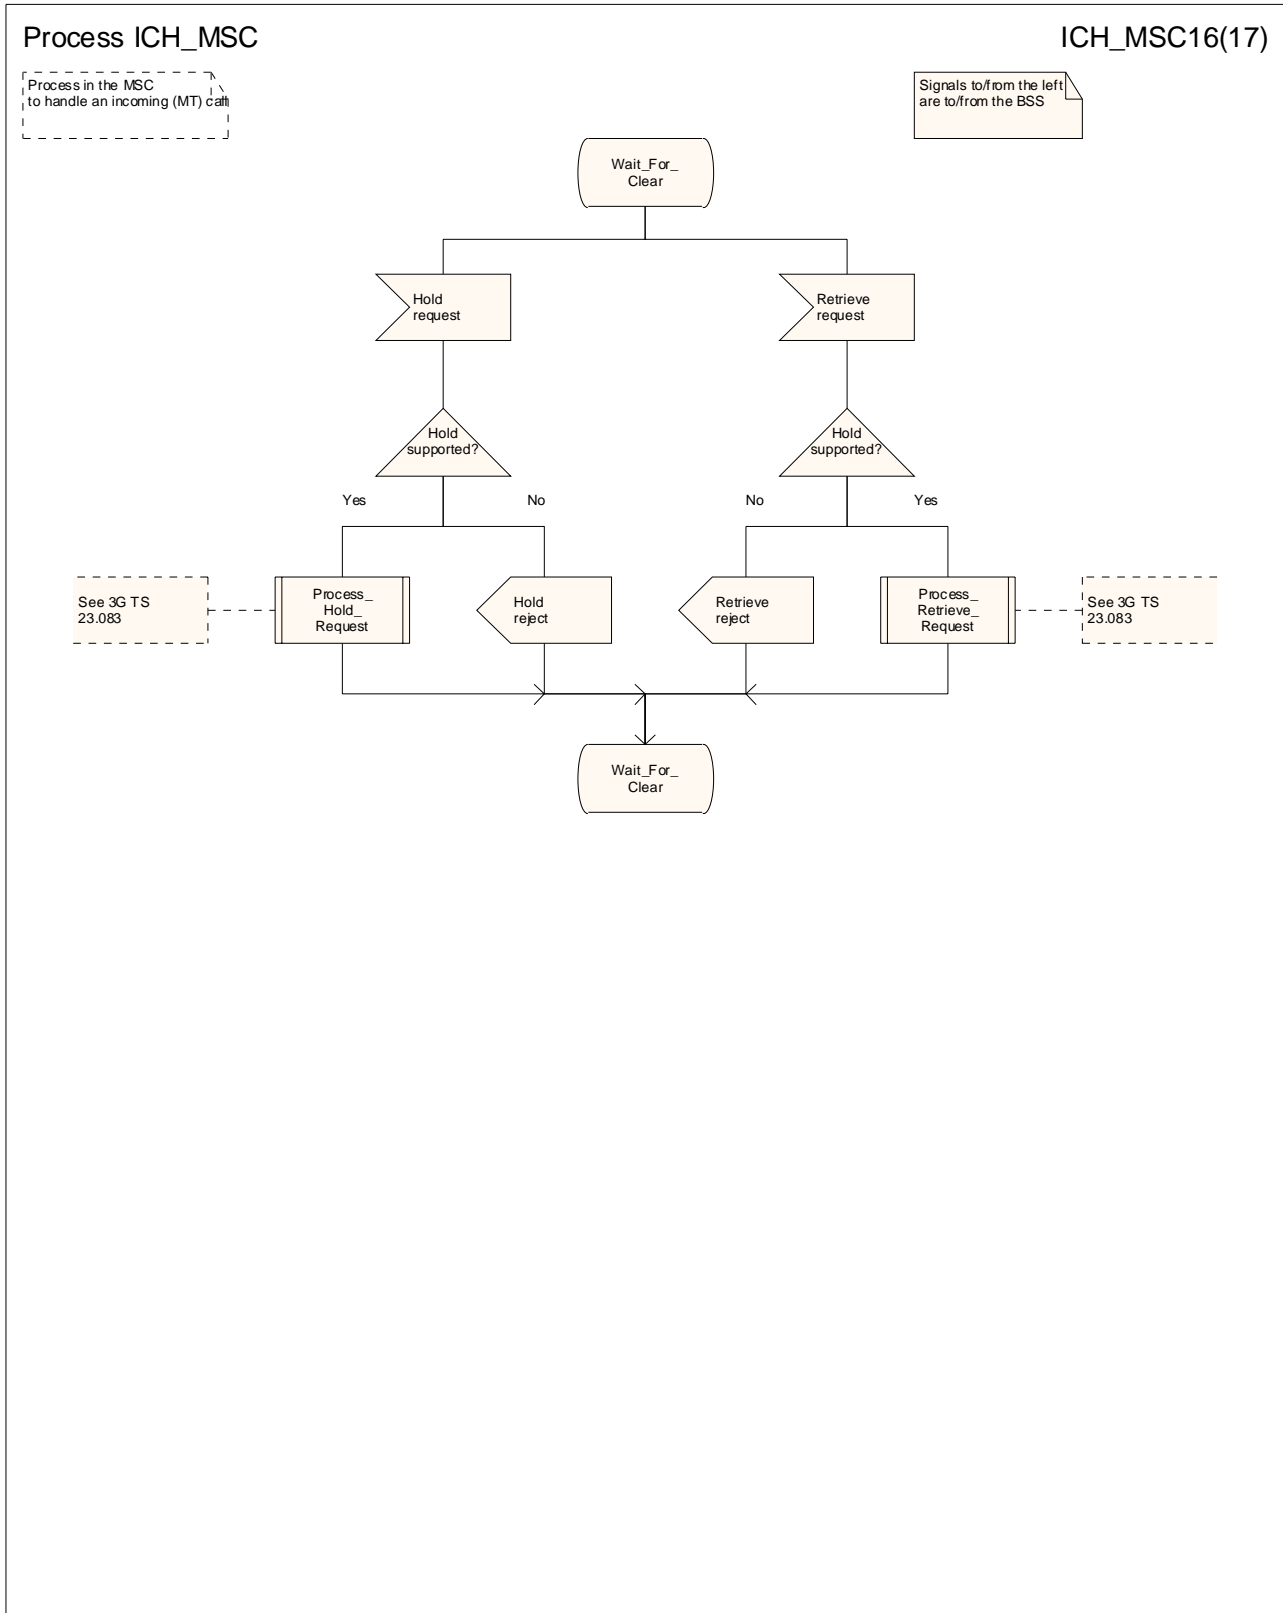 Process ICH_MSC
ICH_MSC16(17)
Process in the MSC
to handle an incoming (MT) call
Signals to/from the left
are to/from the BSS
Wait_For_
Clear
Hold
request
Retrieve
request
Hold
supported?
Hold
supported?
Yes
No
No
Yes
See 3G TS
23.083
Process_
Hold_
Request
Hold
reject
Retrieve
reject
Process_
Retrieve_
Request
See 3G TS
23.083
Wait_For_
Clear